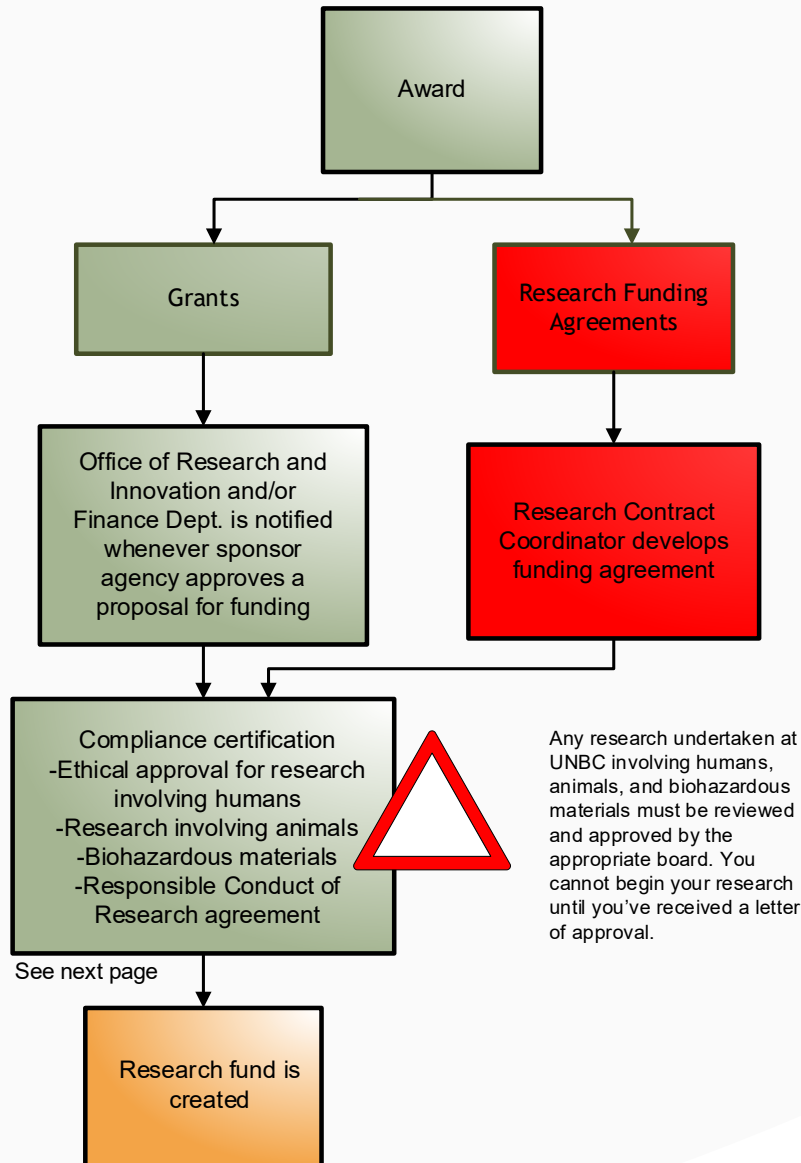 Award
Grants
Research Funding
Agreements
Office of Research and
Innovation and/or
Finance Dept. is notified
whenever sponsor
agency approves a
proposal for funding
Research Contract
Coordinator develops
funding agreement
Compliance certification
-Ethical approval for research
involving humans
-Research involving animals
-Biohazardous materials
-Responsible Conduct of
Research agreement
Any research undertaken at
UNBC involving humans,
animals, and biohazardous
materials must be reviewed
and approved by the
appropriate board. You
cannot begin your research
until you’ve received a letter
of approval.
See next page
Research fund is
created